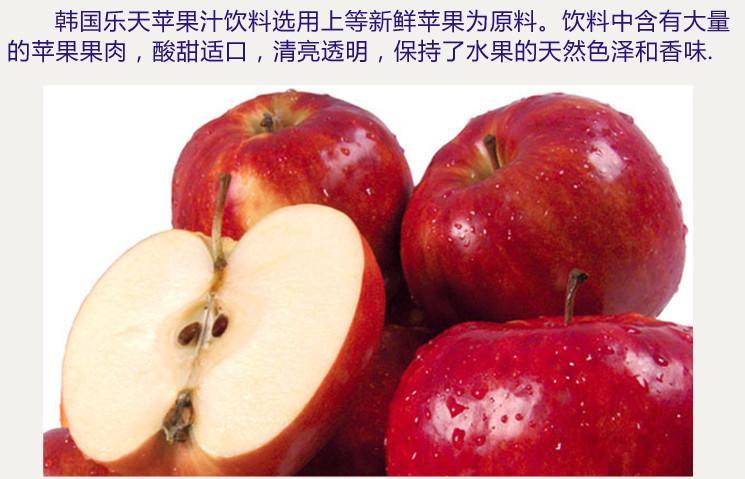 韩国乐天苹果汁饮料选用上等新鲜苹果为原料。饮料中含有大量
的苹果果肉，酸甜适口，清亮透明，保持了水果的天然色泽和香味.